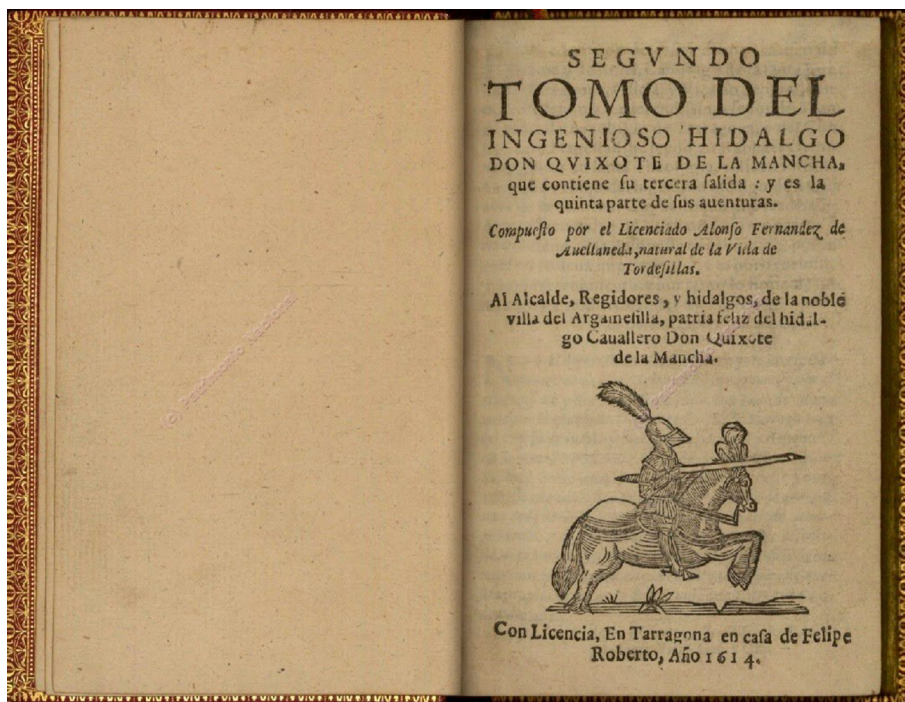 SEGVNDO
TOMO DEL
INGENIOSO HIDALGO
DON QVIXOTE DE LA MANCHA,
que contiene ſu tercera ſalida : y es la
quinta parte de ſus auenturas.
Compueſto por el Licenciado Alonſo Fernandez de
Auellaneda, natural de la Villa de
Tordeſillas.
Al Alcalde, Regidores, y hidalgos, de la noble
villa del Argameſilla, patria feliz del hidal-
go Cauallero Don Quixote
de la Mancha.
Con Licencia, En Tarragona en caſa de Felipe
Roberto, Año 1614.